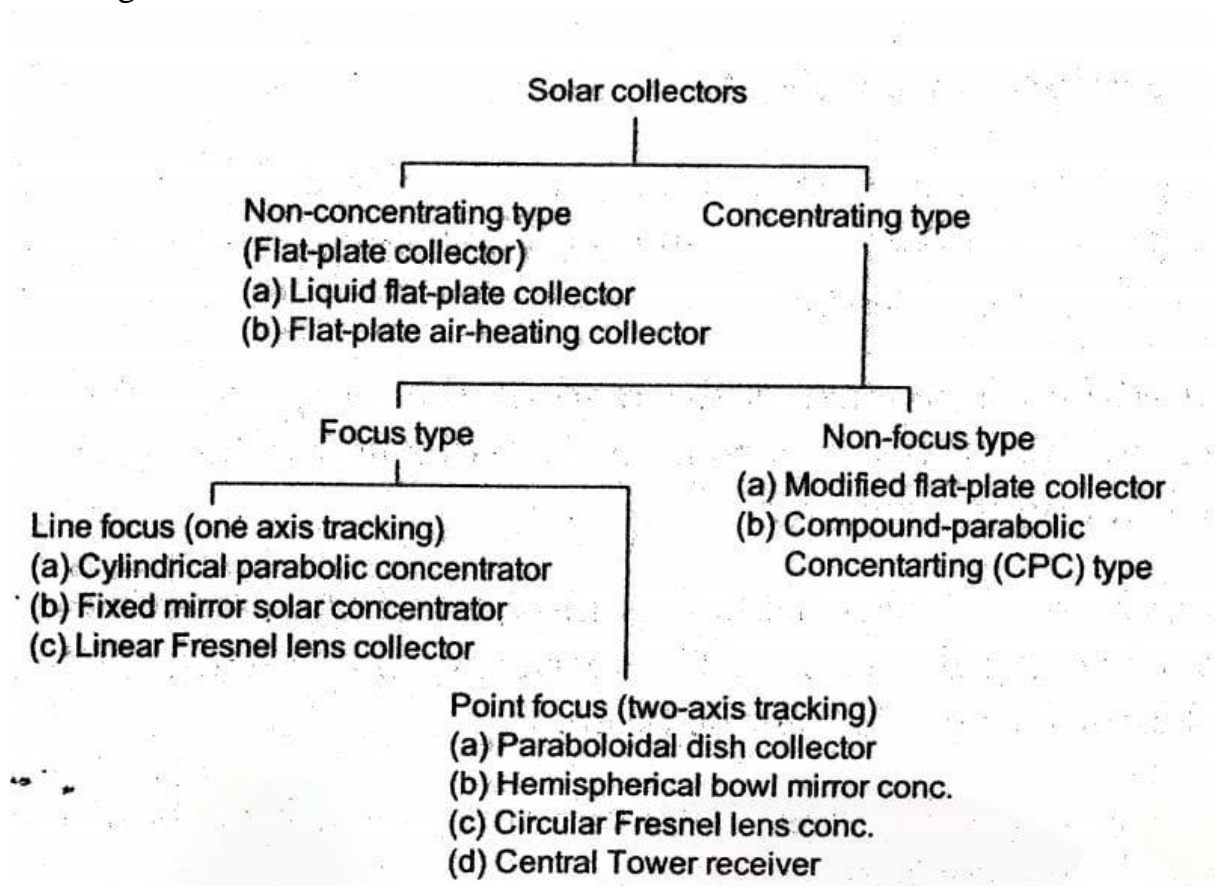 Solar collectors
Non-concentrating type
(Flat-plate collector)
(a) Liquid flat-plate collector
(b) Flat-plate air-heating collector
Concentrating type
Focus type
Non-focus type
(a) Modified flat-plate collector
(b) Compound-parabolic
Concentarting (CPC) type
Line focus (one axis tracking)
(a) Cylindrical parabolic concentrator
(b) Fixed mirror solar concentrator
(c) Linear Fresnel lens collector
Point focus (two-axis tracking)
(a) Paraboloidal dish collector
(b) Hemispherical bowl mirror conc.
(c) Circular Fresnel lens conc.
(d) Central Tower receiver